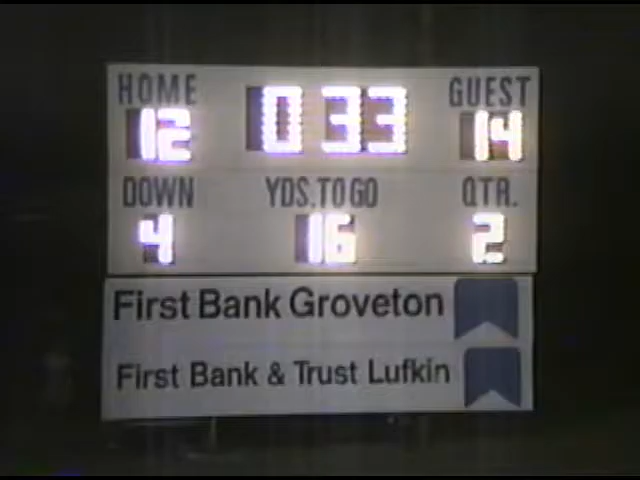 HOME 0 33 GUEST
12 14
DOWN YDS.TO GO QTR.
4 16 2
First Bank Groveton
First Bank & Trust Lufkin